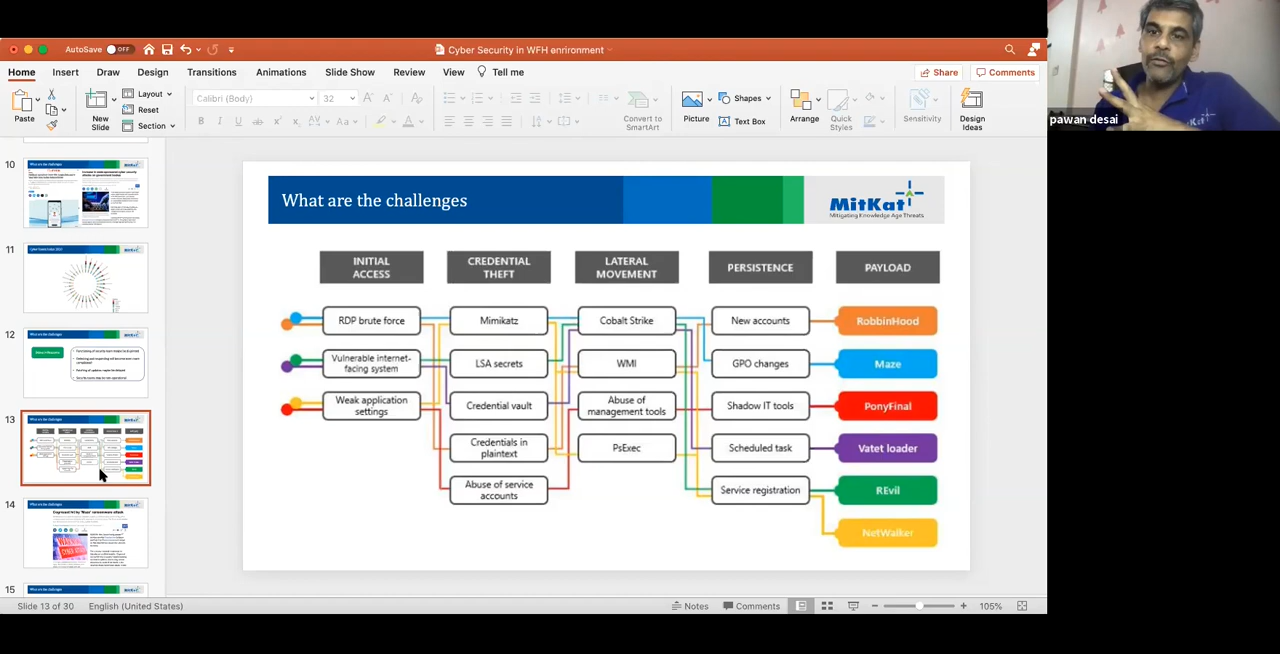 AutoSave OFF
Cyber Security in WFH enrironment
Home Insert Draw Design Transitions Animations Slide Show Review View Tell me
Share Comments
Paste
New Slide
Layout
Reset
Section
Calibri (Body) 32
Convert to SmartArt
Picture
Shapes
Text Box
Arrange
Quick Styles
Sensitivity
Design Ideas
pawan desai
MitKat
10
11
12
13
14
15
What are the challenges
MitKat
Mitigating Knowledge Age Threats
INITIAL ACCESS
CREDENTIAL THEFT
LATERAL MOVEMENT
PERSISTENCE
PAYLOAD
RDP brute force
Mimikatz
Cobalt Strike
New accounts
RobbinHood
Vulnerable internet-
facing system
LSA secrets
WMI
GPO changes
Maze
Weak application
settings
Credential vault
Abuse of
management tools
Shadow IT tools
PonyFinal
Credentials in
plaintext
PsExec
Scheduled task
Vatet loader
Abuse of service
accounts
Service registration
REvil
NetWalker
Slide 13 of 30
English (United States)
Notes
Comments
105%